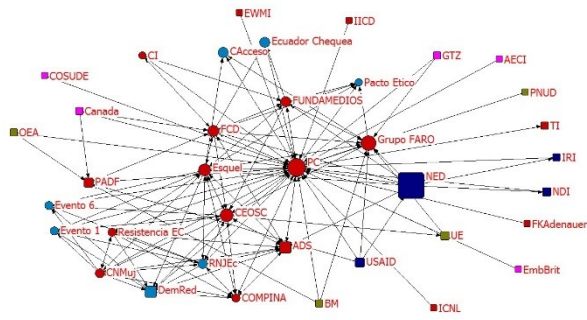 EWMI
IICD
Ecuador Chequea
CAcceso
CI
GTZ
AECI
COSUDE
Pacto Etico
PNUD
FUNDAMEDIOS
Canada
OEA
FCD
Grupo FARO
TI
PC
IRI
Esquel
PADF
NED
NDI
Evento 6
CEOSC
FKAdenauer
Evento 1
Resistencia EC
UE
ADS
CNMuj
RNJEc
USAID
EmbBrit
DemRed
COMPINA
BM
ICNL